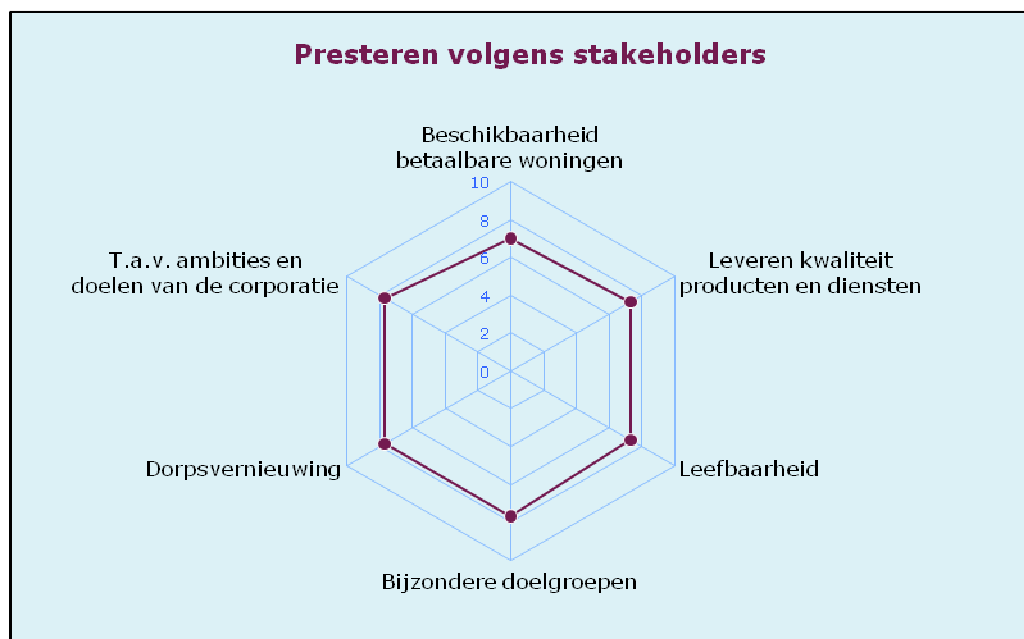 Presteren volgens stakeholders
Beschikbaarheid
betaalbare woningen
10
8
6
4
2
0
T.a.v. ambities en
doelen van de corporatie
Leveren kwaliteit
producten en diensten
Dorpsvernieuwing
Leefbaarheid
Bijzondere doelgroepen